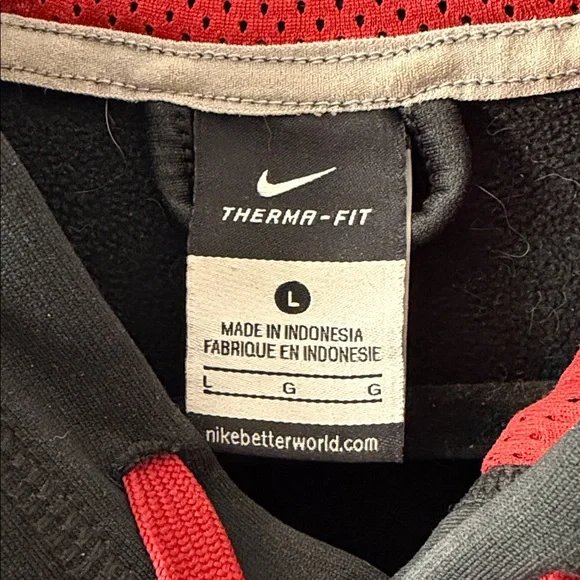 THERMA-FIT
L
MADE IN INDONESIA
FABRIQUE EN INDONESIE
L G G
nikebetterworld.com